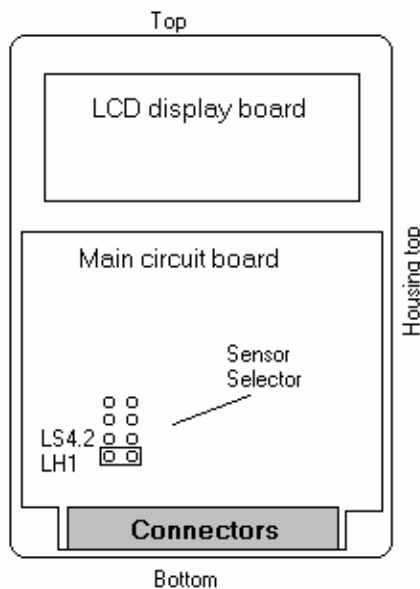 Top
LCD display board
Main circuit board
Housing top
Sensor
Selector
LS4.2
LH1
Connectors
Bottom